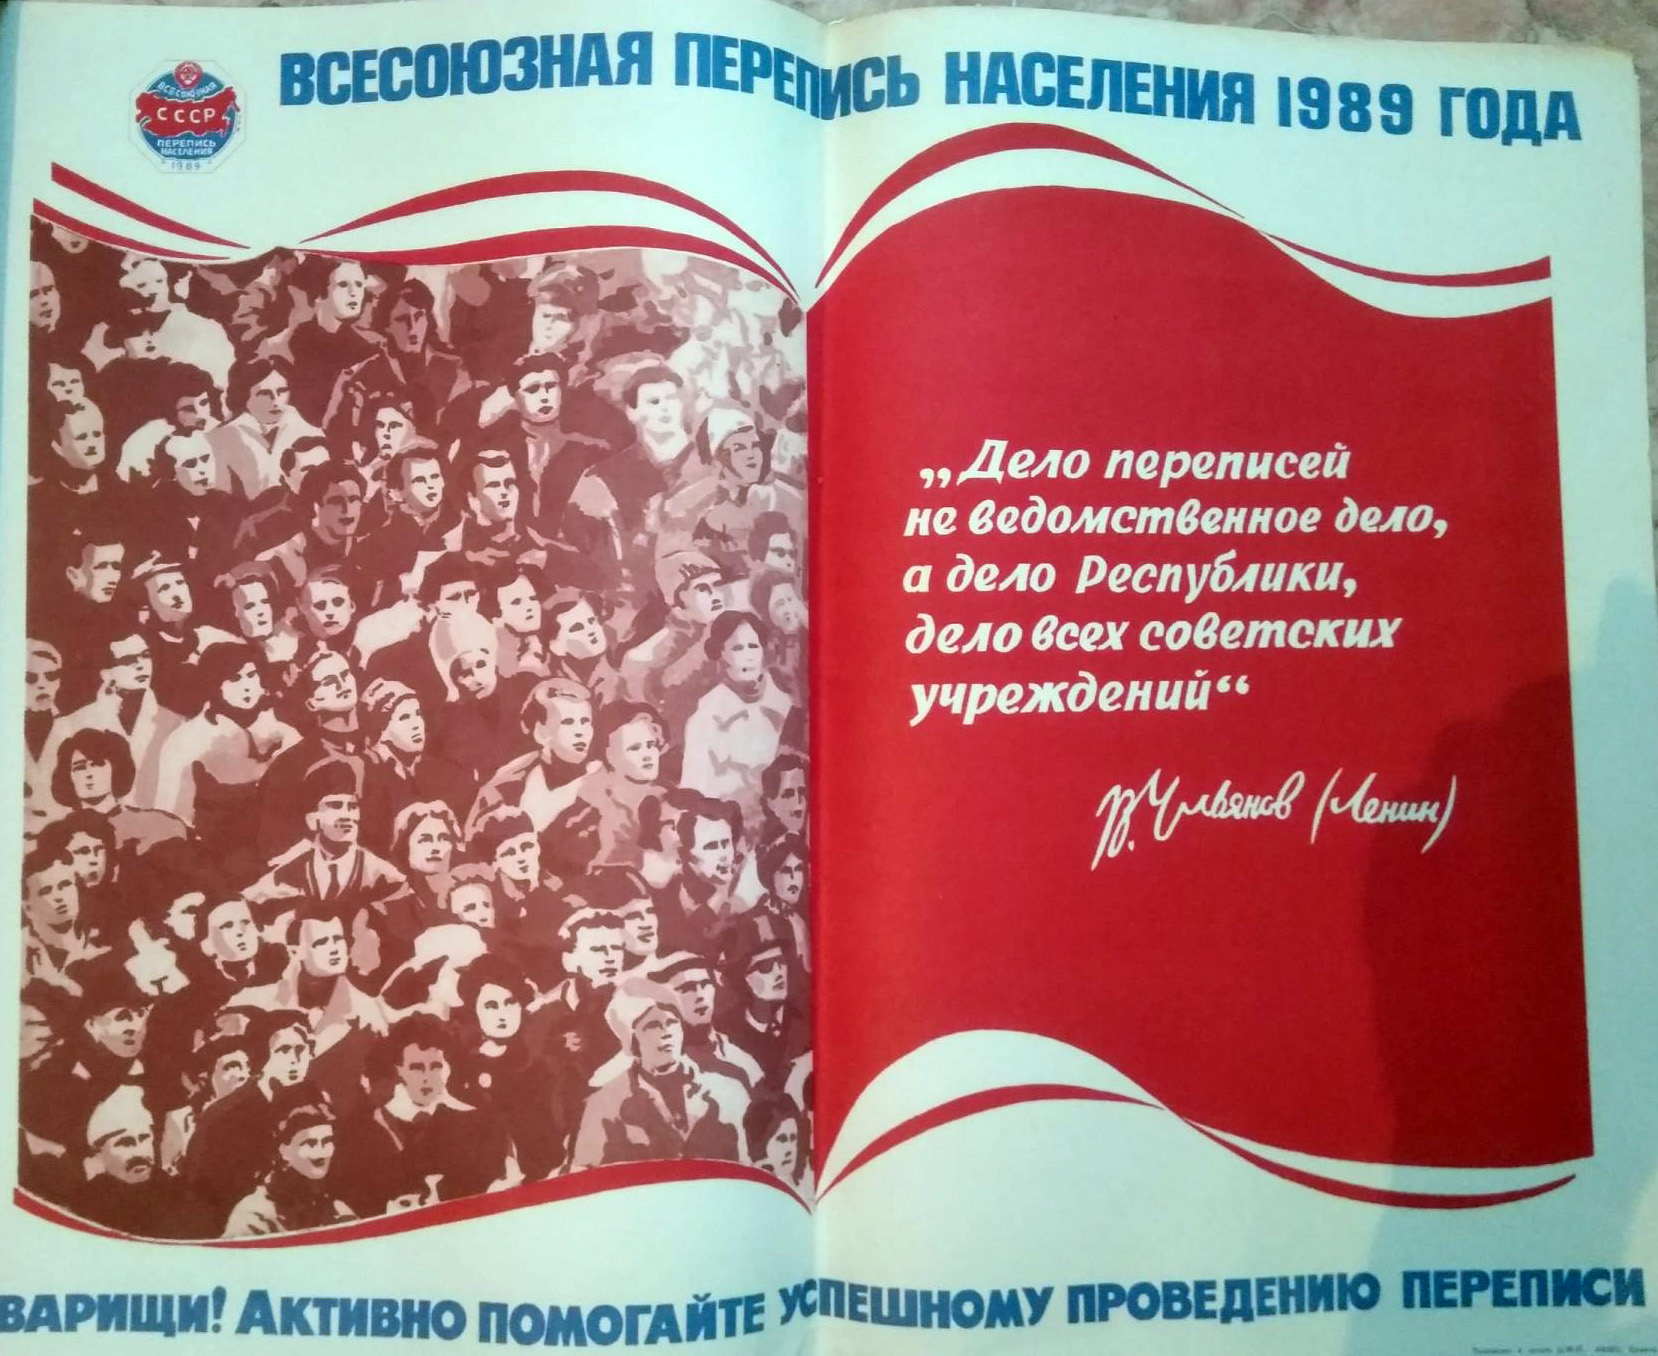 ВСЕСОЮЗНАЯ ПЕРЕПИСЬ НАСЕЛЕНИЯ 1989 ГОДА
ВСЕСОЮЗНАЯ
СССР
ПЕРЕПИСЬ
НАСЕЛЕНИЯ
1989
„Дело переписей
не ведомственное дело,
а дело Республики,
дело всех советских
учреждений“
В. Ульянов (Ленин)
ВАРИЩИ! АКТИВНО ПОМОГАЙТЕ УСПЕШНОМУ ПРОВЕДЕНИЮ ПЕРЕПИСИ